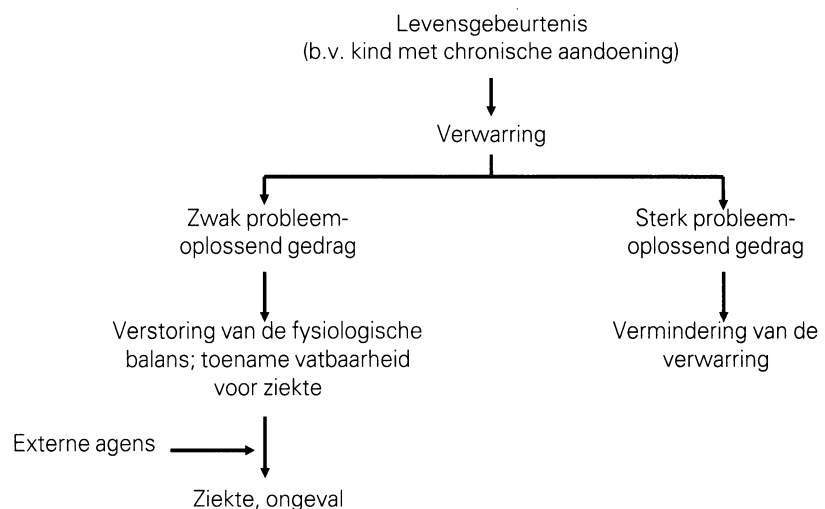 Levensgebeurtenis
(b.v. kind met chronische aandoening)
Verwarring
Zwak probleem-
oplossend gedrag
Sterk probleem-
oplossend gedrag
Verstoring van de fysiologische
balans; toename vatbaarheid
voor ziekte
Vermindering van de
verwarring
Externe agens
Ziekte, ongeval